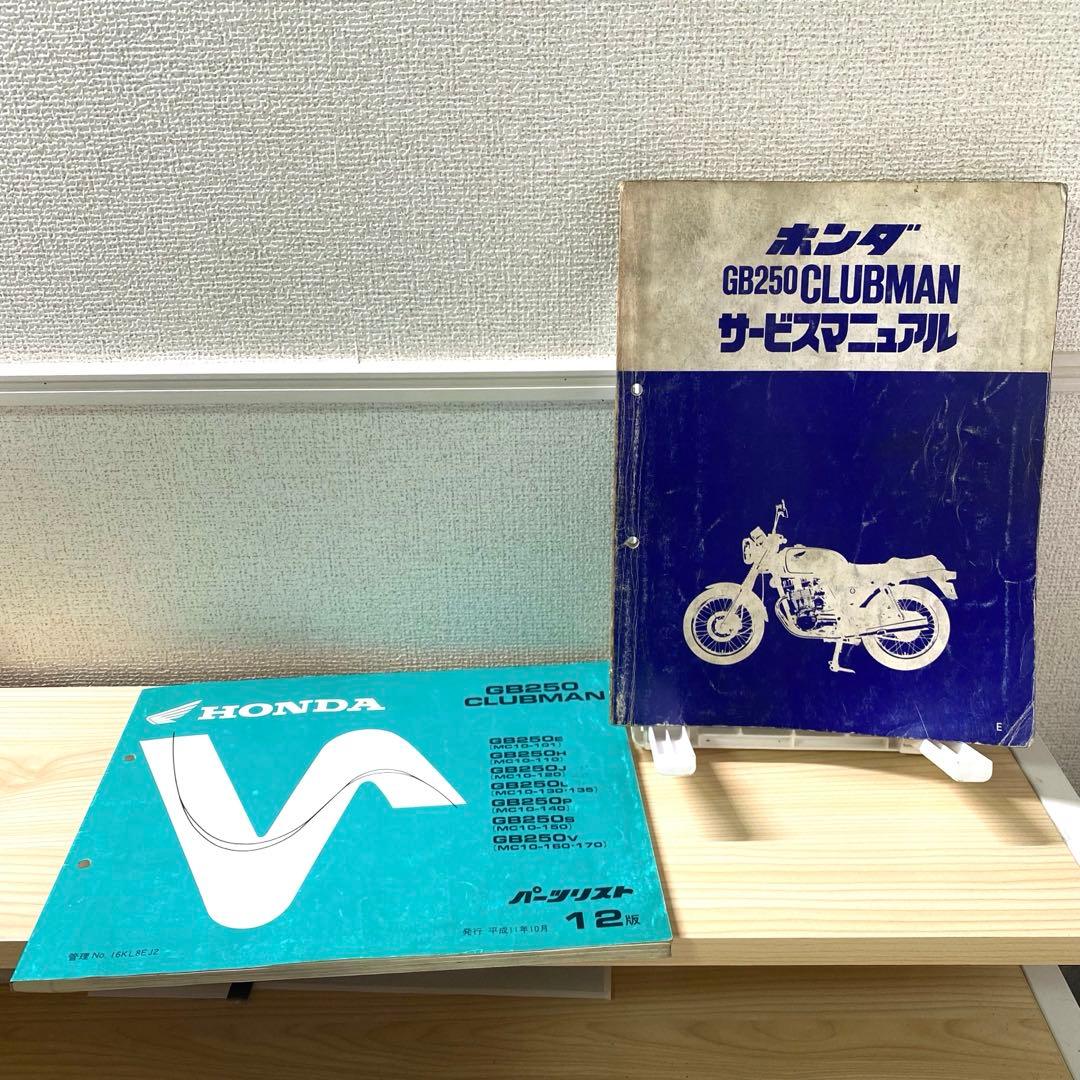 ホンダ
GB250 CLUBMAN
サービスマニュアル
E
HONDA
GB250
CLUBMAN
GB250E
(MC10-101)
GB250H
(MC10-110)
GB250J
(MC10-120)
GB250L
(MC10-130・135)
GB250P
(MC10-140)
GB250S
(MC10-150)
GB250V
(MC10-160・170)
パーツリスト
12版
発行 平成11年10月
管理 No. 16KL8EJ2